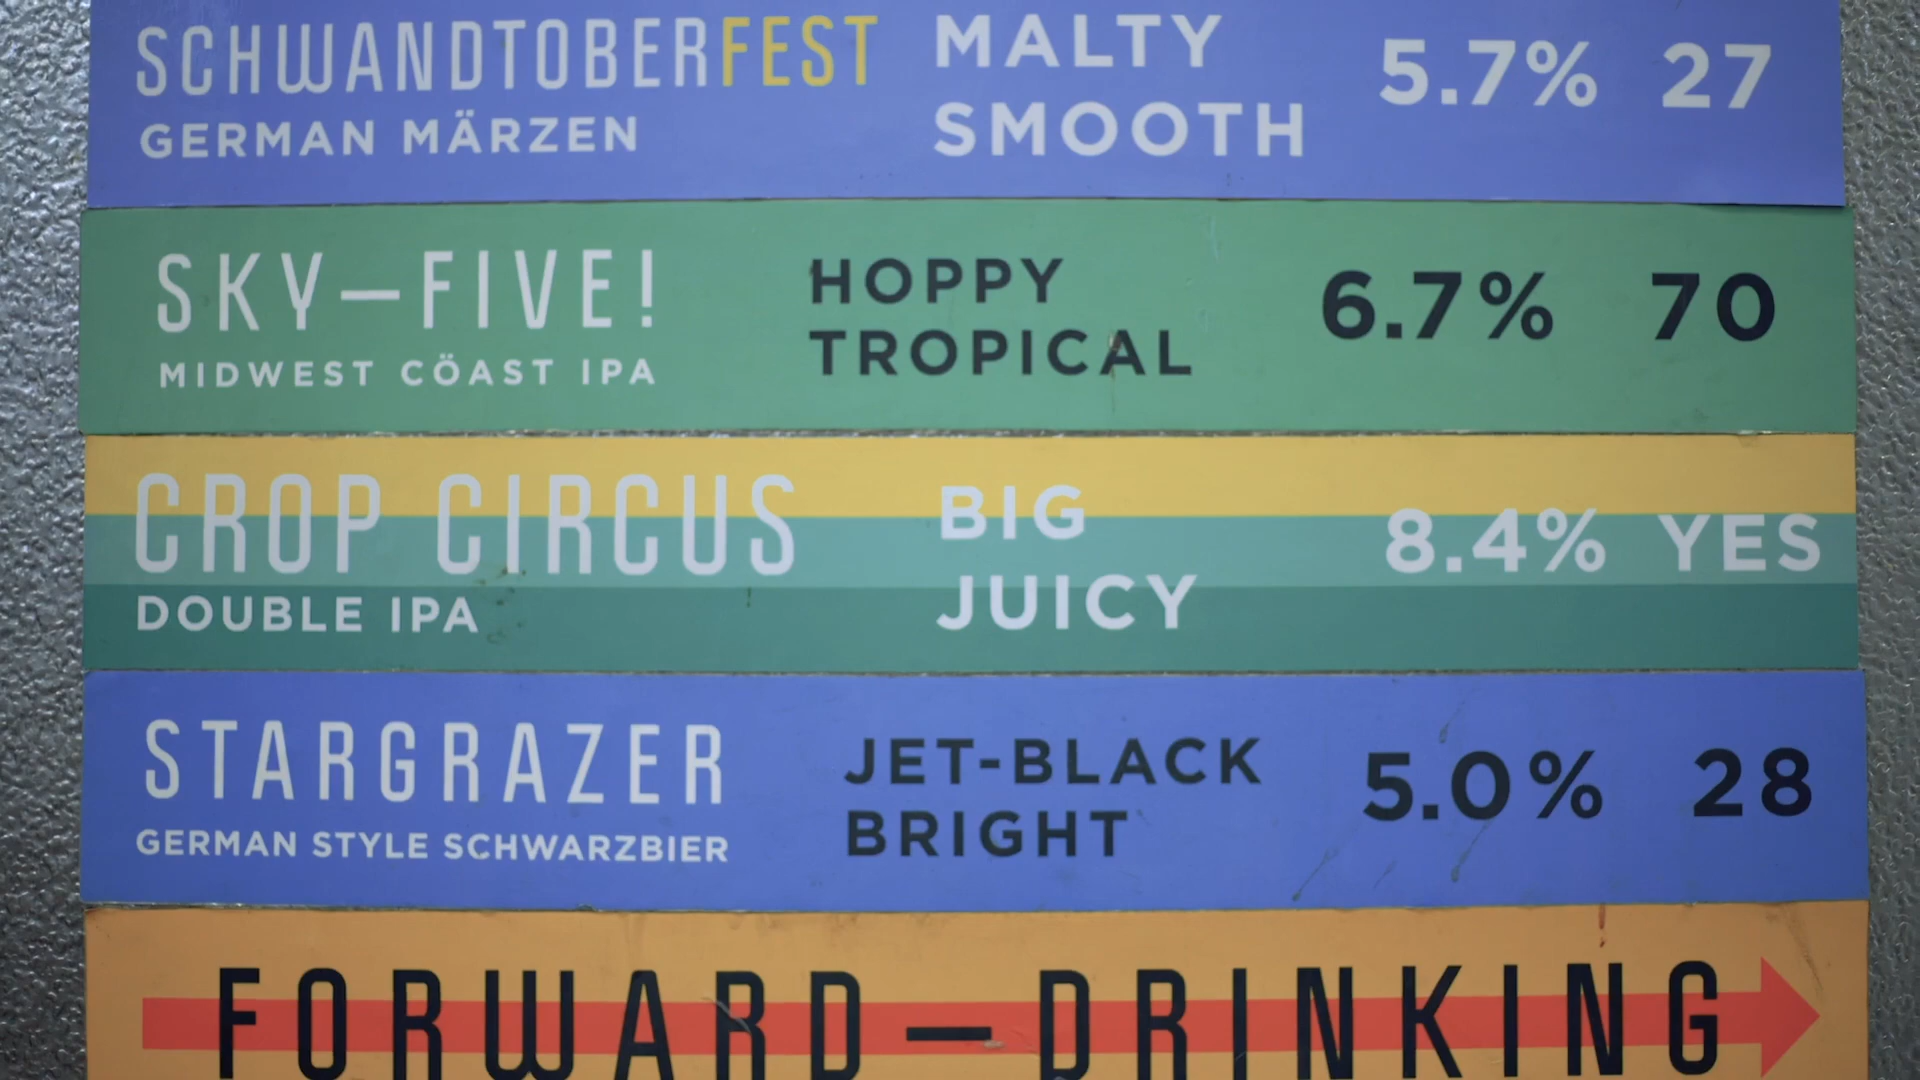 SCHWANDTOBERFEST
GERMAN MÄRZEN
MALTY
SMOOTH
5.7% 27
SKY—FIVE!
MIDWEST CÖAST IPA
HOPPY
TROPICAL
6.7% 70
CROP CIRCUS
DOUBLE IPA
BIG
JUICY
8.4% YES
STARGRAZER
GERMAN STYLE SCHWARZBIER
JET-BLACK
BRIGHT
5.0% 28
FORWARD—DRINKING